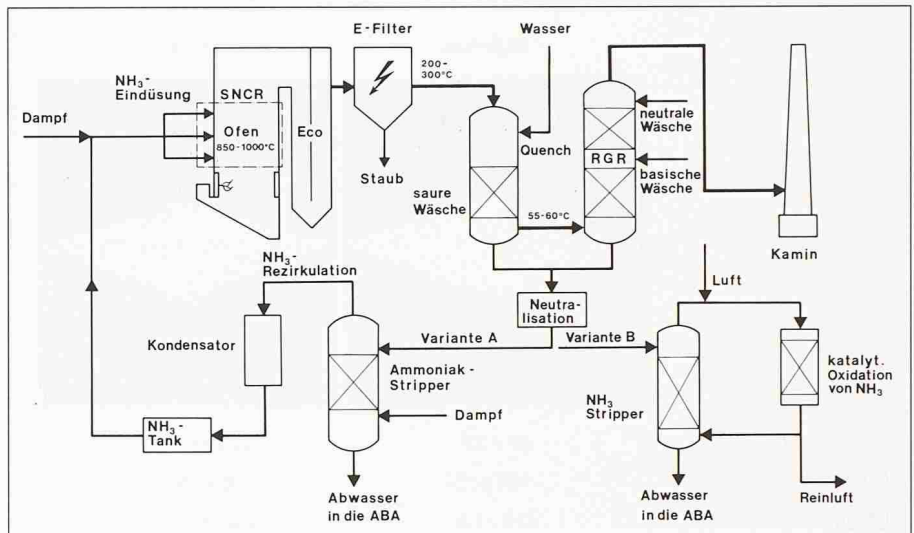 E-Filter
Wasser
NH₃-
Eindüsung
SNCR
200-
300°C
Dampf
Ofen
850-1000°C
Eco
neutrale
Wäsche
Quench
RGR
Staub
saure
Wäsche
basische
Wäsche
55-60°C
Kamin
NH₃-
Rezirkulation
Luft
Neutra-
lisation
Kondensator
Variante A
Variante B
Ammoniak-
Stripper
katalyt.
Oxidation
von NH₃
NH₃
Stripper
Dampf
NH₃-
Tank
Abwasser
in die ABA
Abwasser
in die ABA
Reinluft